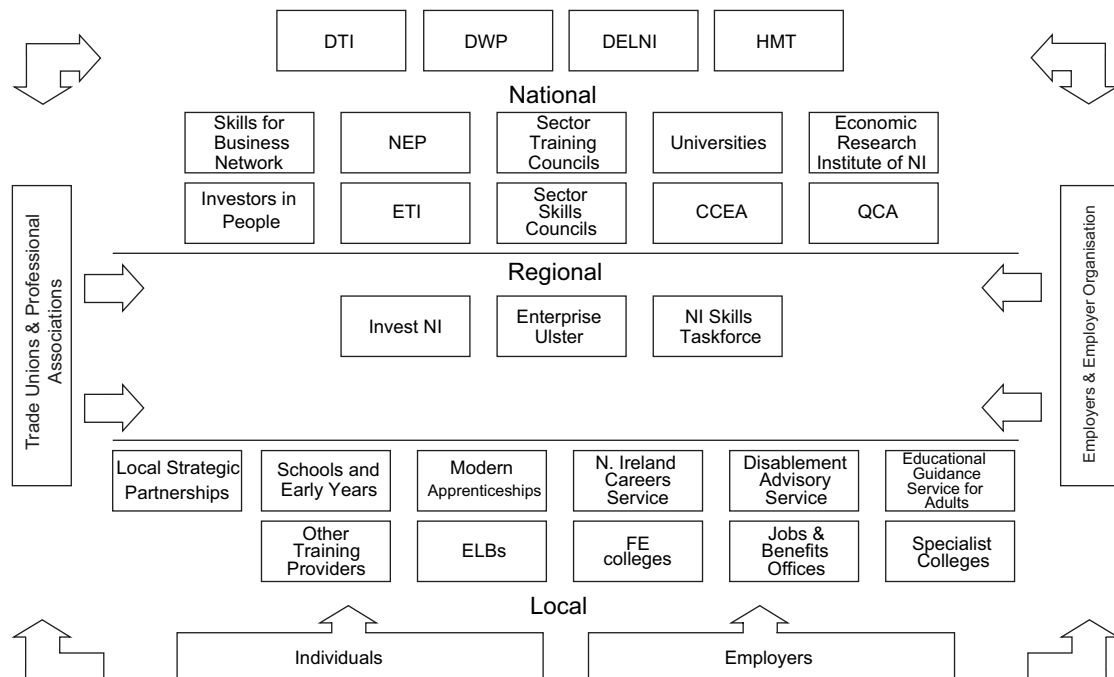 DTI
DWP
DELNI
HMT
National
Skills for
Business
Network
NEP
Sector
Training
Councils
Universities
Economic
Research
Institute of NI
Investors in
People
ETI
Sector
Skills
Councils
CCEA
QCA
Trade Unions & Professional
Associations
Employers & Employer Organisation
Regional
Invest NI
Enterprise
Ulster
NI Skills
Taskforce
Local Strategic
Partnerships
Schools and
Early Years
Modern
Apprenticeships
N. Ireland
Careers
Service
Disablement
Advisory
Service
Educational
Guidance
Service for
Adults
Other
Training
Providers
ELBs
FE
colleges
Jobs &
Benefits
Offices
Specialist
Colleges
Local
Individuals
Employers